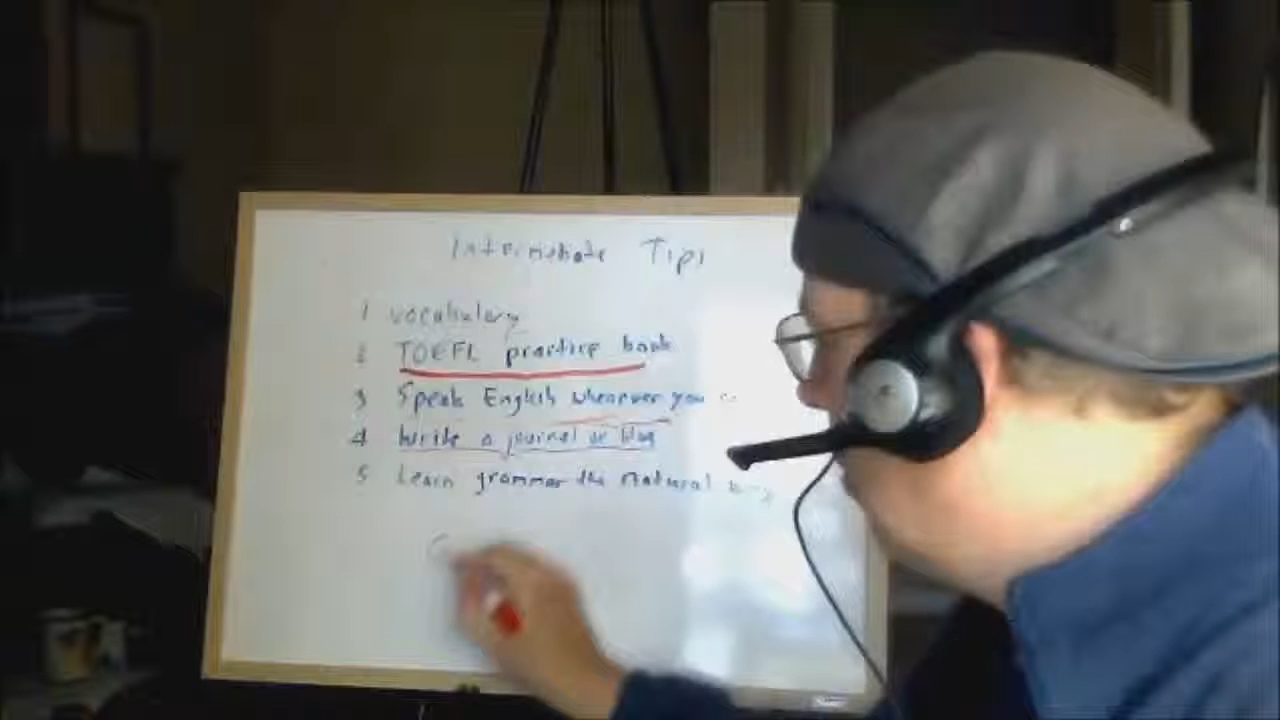 Intermediate Tips
1 vocabulary
2 TOEFL practice book
3 Speak English whenever you
4 Write a journal or blog
5 Learn grammar the natural way